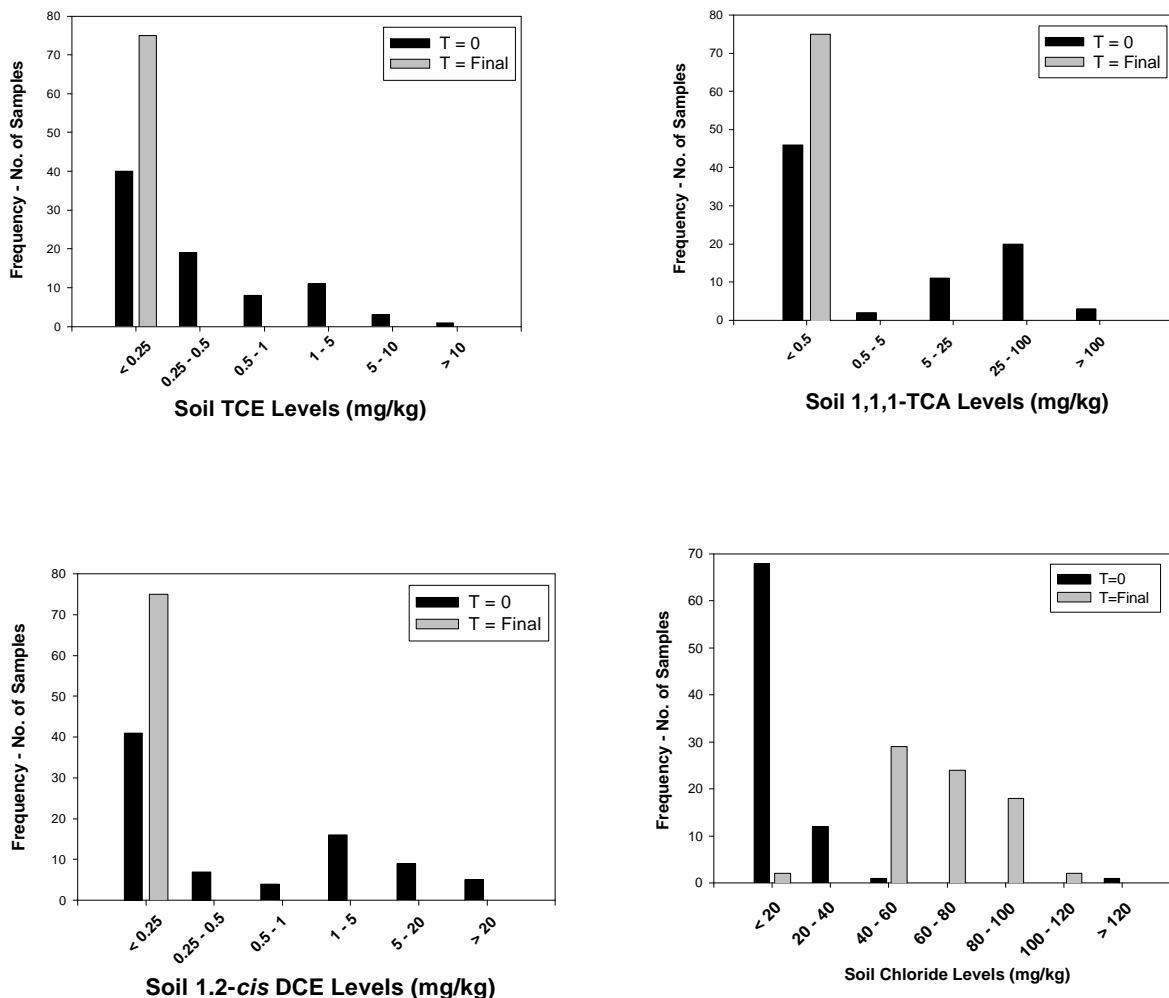 Frequency - No. of Samples
80
70
60
50
40
30
20
10
0
T = 0
T = Final
< 0.25
0.25 - 0.5
0.5 - 1
1 - 5
5 - 10
> 10
Soil TCE Levels (mg/kg)
Frequency - No. of Samples
80
70
60
50
40
30
20
10
0
T = 0
T = Final
< 0.5
0.5 - 5
5 - 25
25 - 100
> 100
Soil 1,1,1-TCA Levels (mg/kg)
Frequency - No. of Samples
80
70
60
50
40
30
20
10
0
T = 0
T = Final
< 0.25
0.25 - 0.5
0.5 - 1
1 - 5
5 - 20
> 20
Soil 1.2-cis DCE Levels (mg/kg)
Frequency - No. of Samples
70
60
50
40
30
20
10
0
T=0
T=Final
< 20
20 - 40
40 - 60
60 - 80
80 - 100
100 - 120
> 120
Soil Chloride Levels (mg/kg)